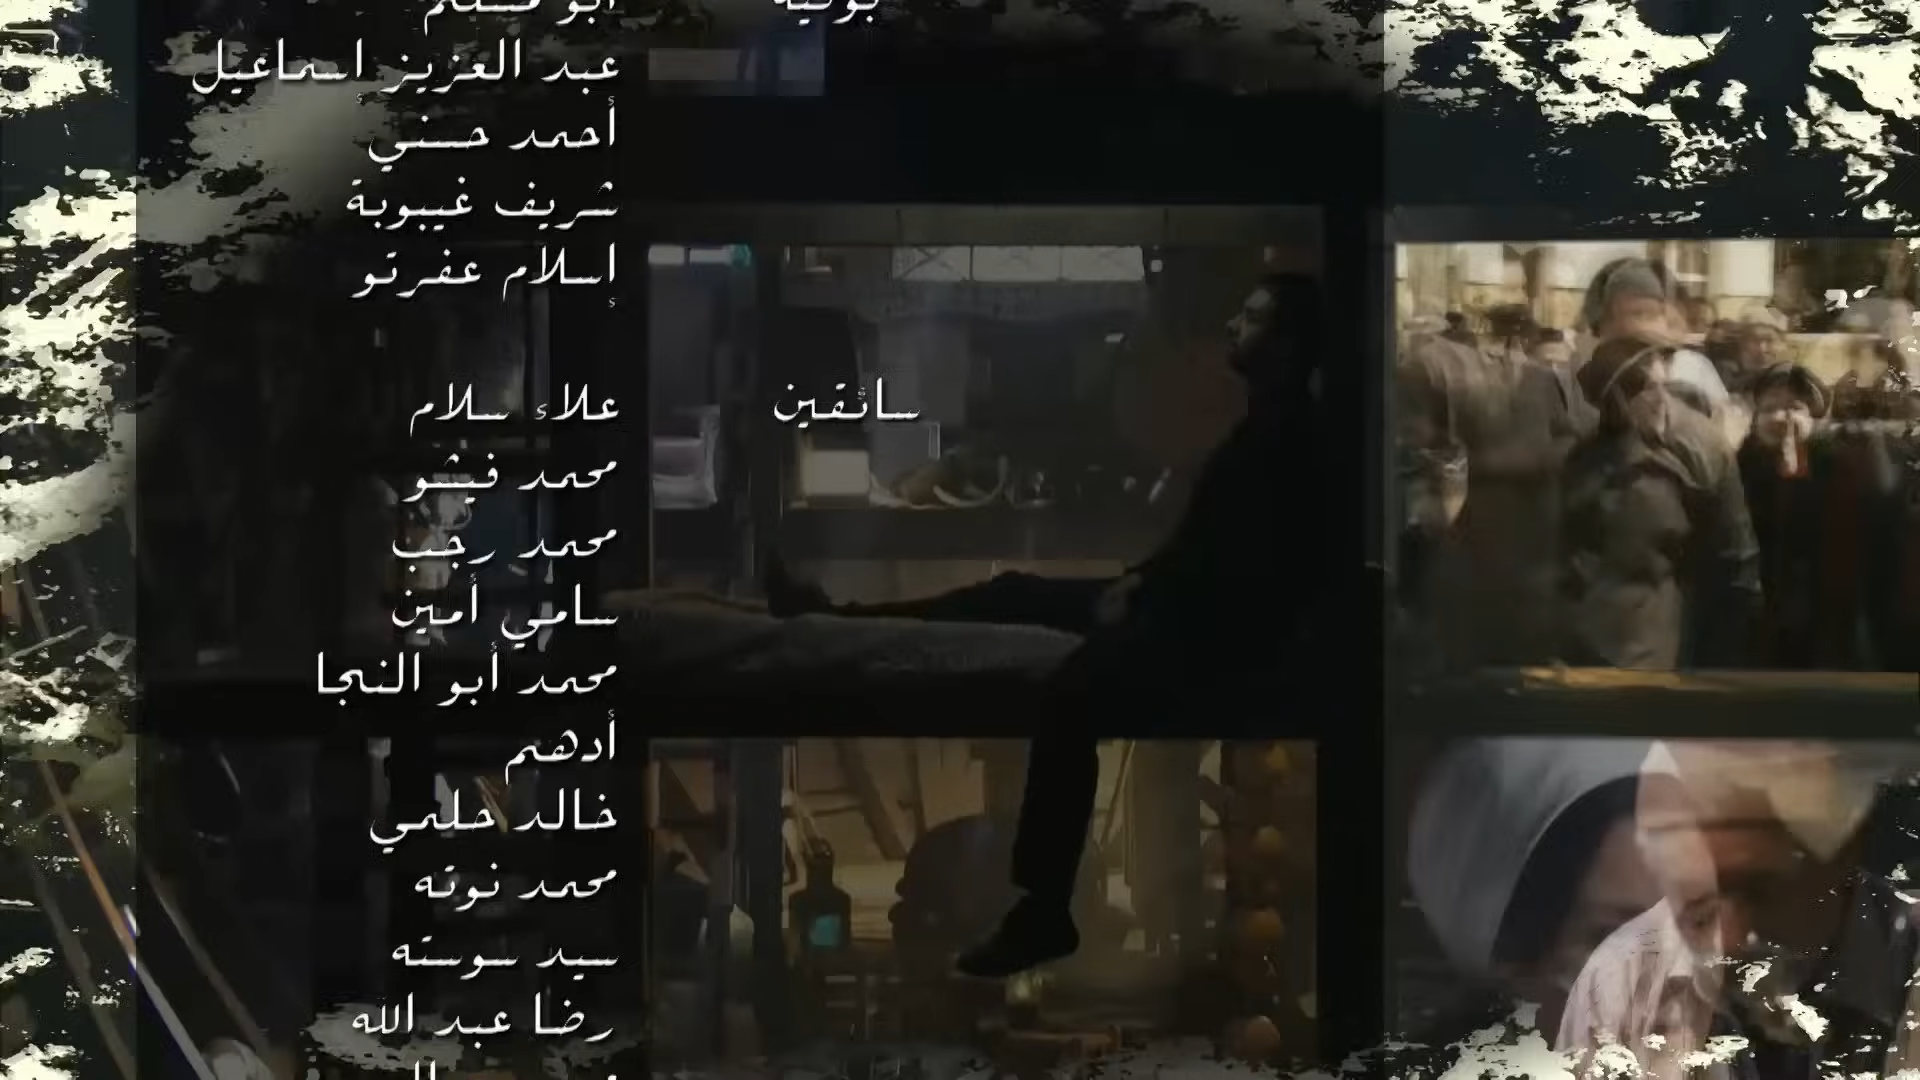 عبد العزيز إسماعيل
أحمد حسني
شريف غيبوبة
إسلام عفرتو
سائقين علاء سلام
محمد فيشو
محمد رجب
سامي أمين
محمد أبو النجا
أدهم
خالد حلمي
محمد نوته
سيد سوسته
رضا عبد الله